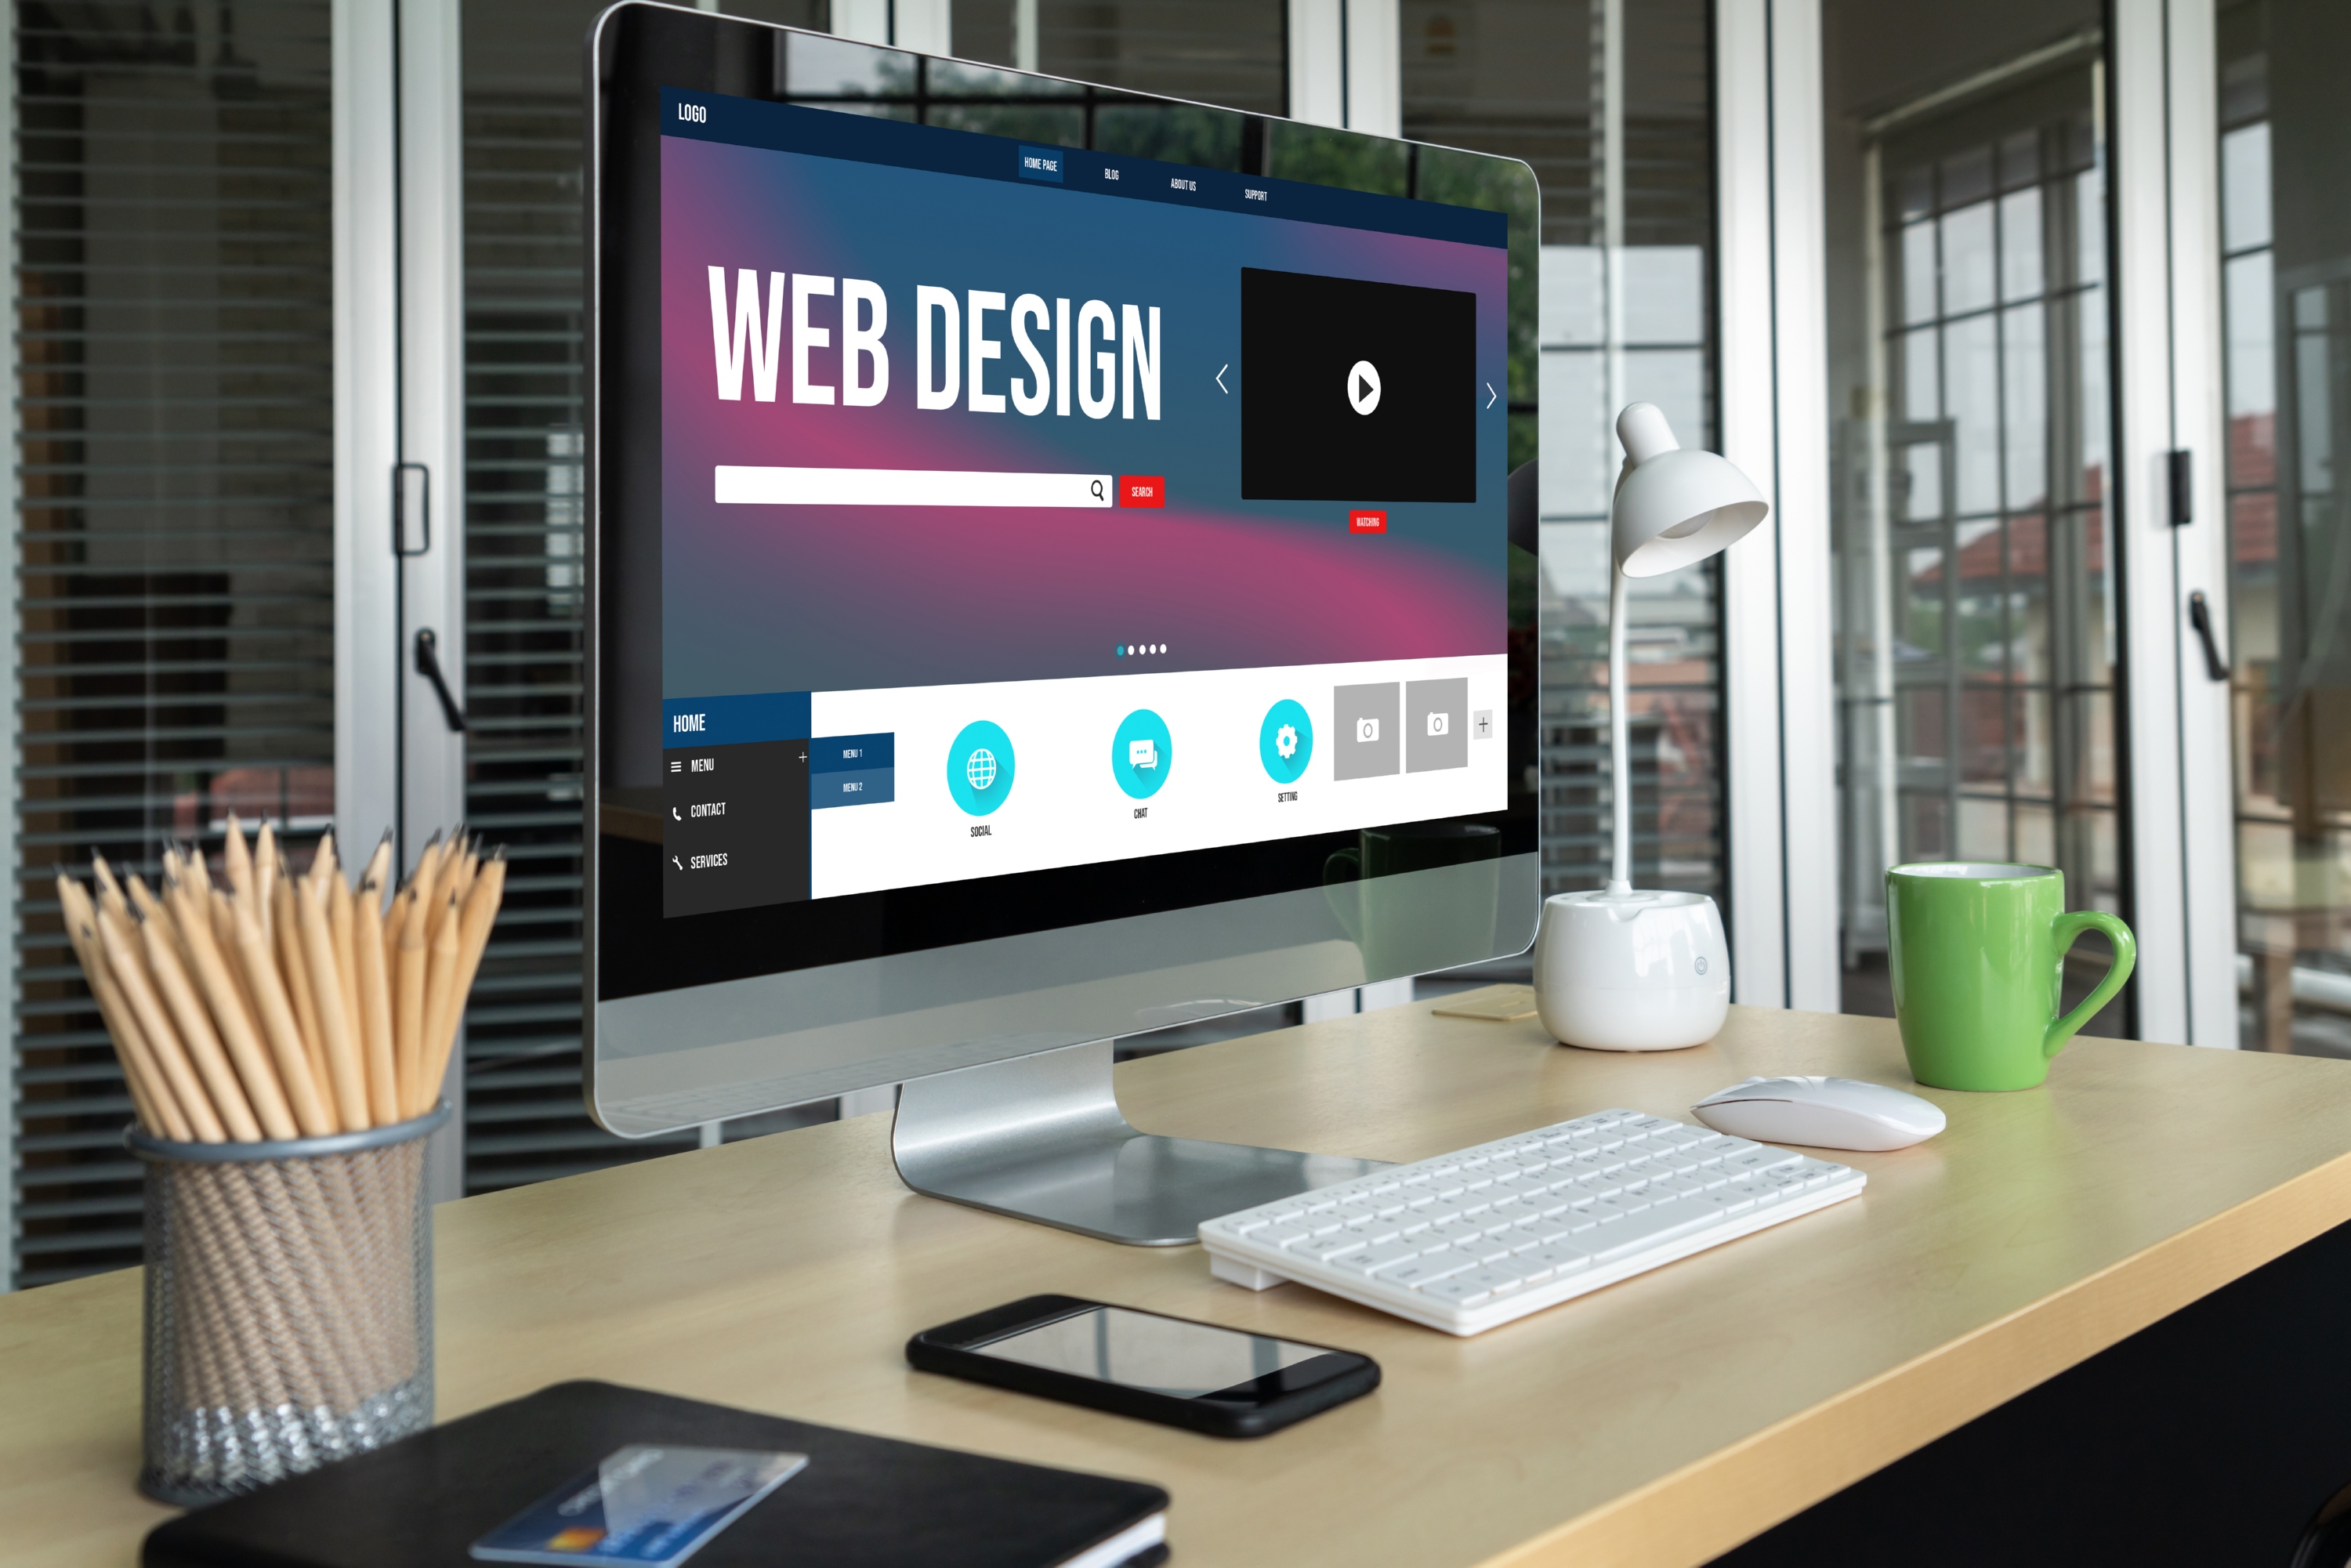 LOGO
HOME PAGE
BLOG
ABOUT US
SUPPORT
WEB DESIGN
SEARCH
WATCHING
HOME
MENU
CONTACT
SERVICES
MENU 1
MENU 2
SOCIAL
CHAT
SETTING